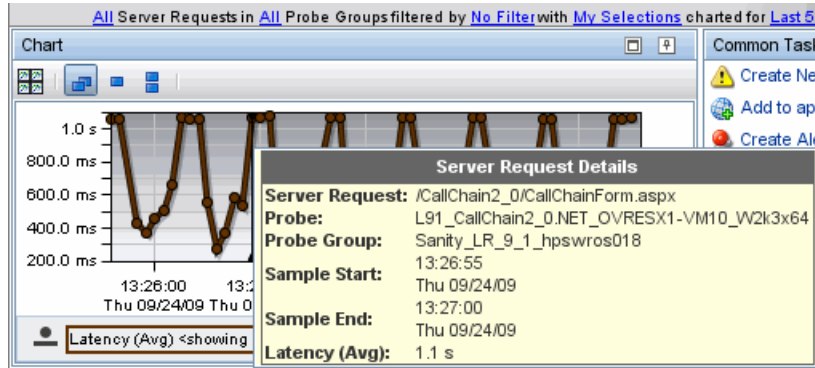 All Server Requests in All Probe Groups filtered by No Filter with My Selections charted for Last 5
Chart
Common Tas
Create Ne
Add to ap
Create Ale
1.0 s
800.0 ms
600.0 ms
400.0 ms
200.0 ms
13:26:00 13:2
Thu 09/24/09 Thu 0
Latency (Avg) <showing
Server Request Details
Server Request: /CallChain2_0/CallChainForm.aspx
Probe: L91_CallChain2_0.NET_OVRESX1-VM10_W2k3x64
Probe Group: Sanity_LR_9_1_hpswros018
Sample Start: 13:26:55
Thu 09/24/09
Sample End: 13:27:00
Thu 09/24/09
Latency (Avg): 1.1 s